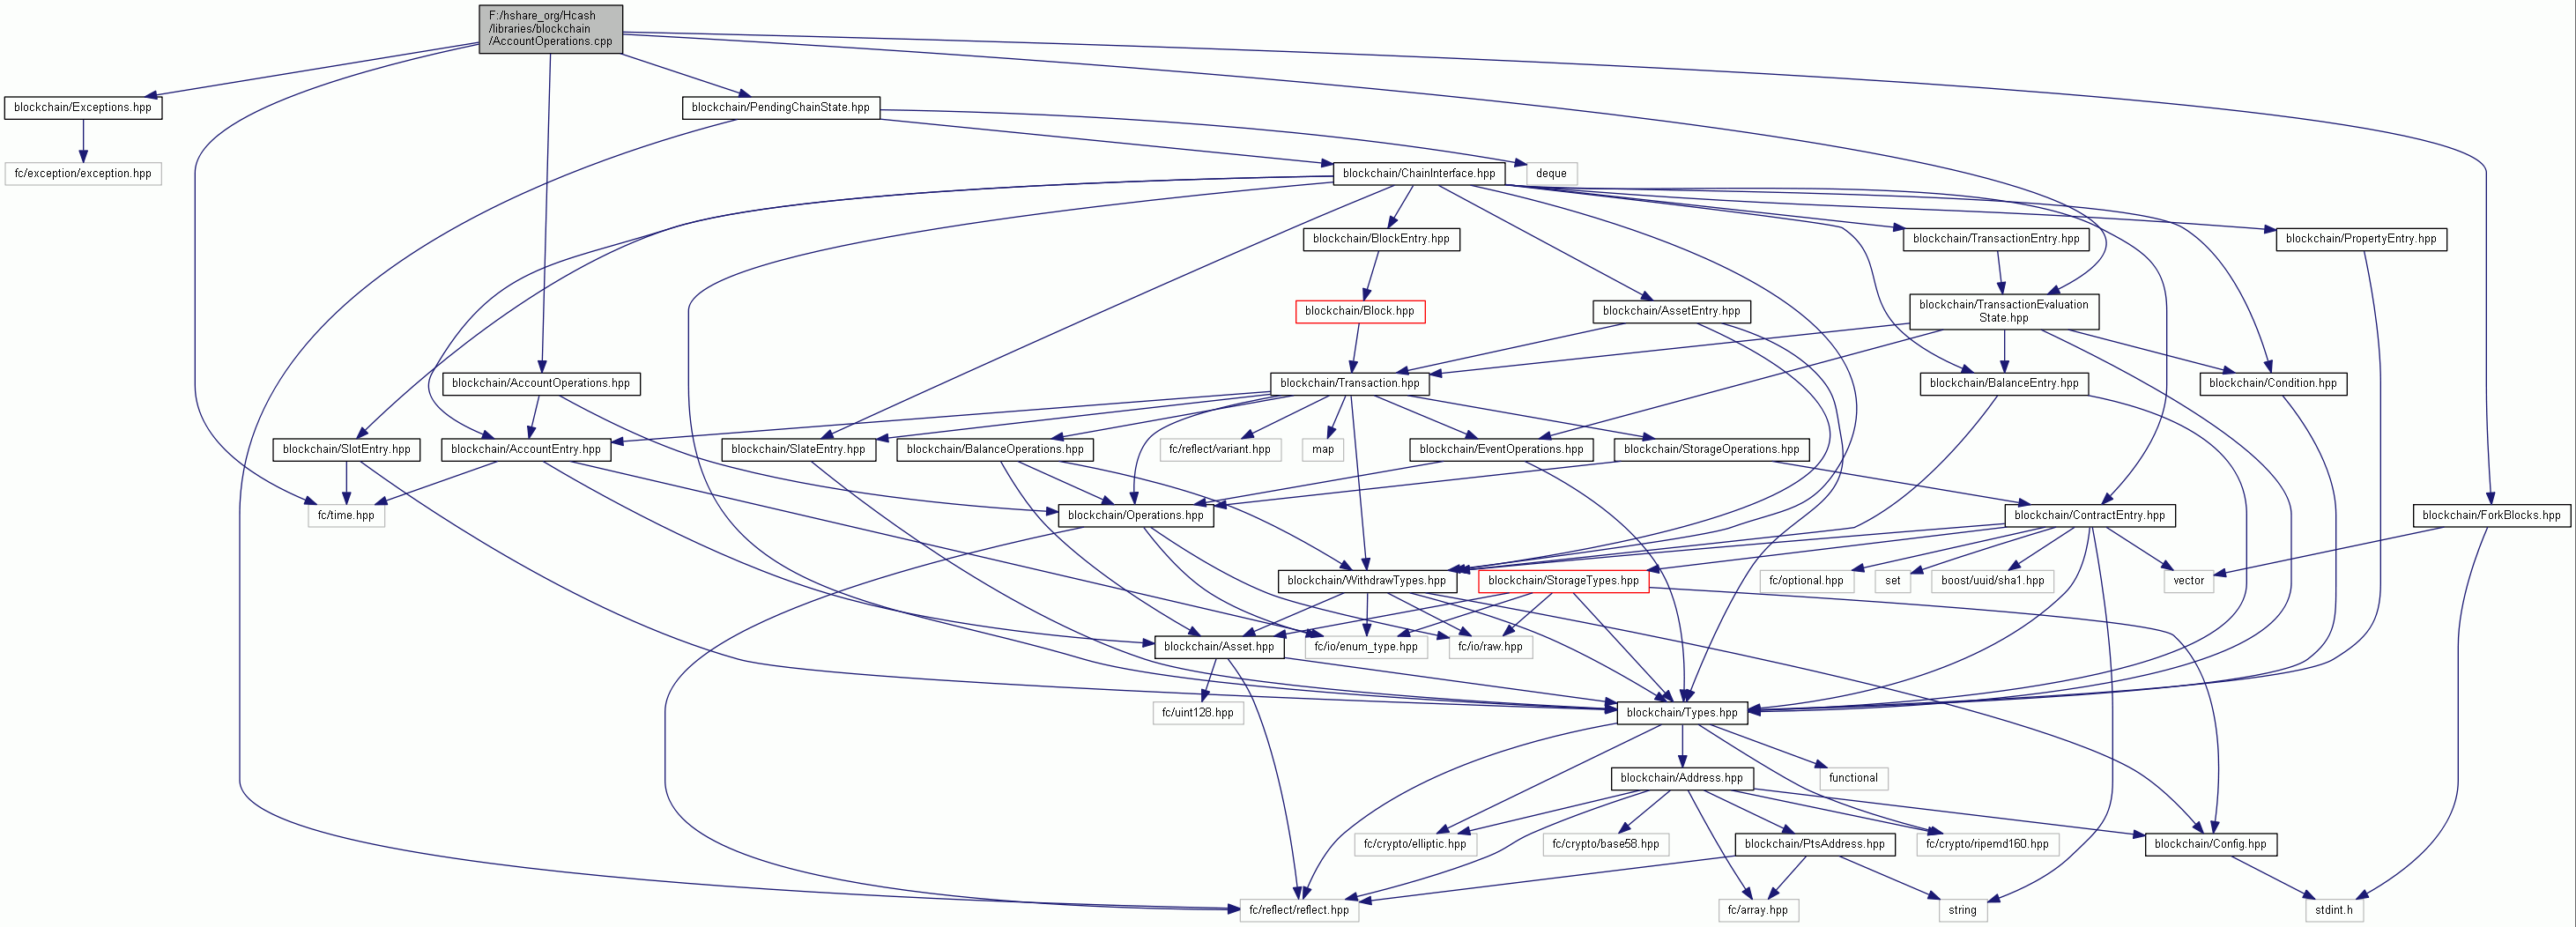 F:/hshare_org/Hcash
/libraries/blockchain
/AccountOperations.cpp
blockchain/Exceptions.hpp
blockchain/PendingChainState.hpp
fc/exception/exception.hpp
blockchain/ChainInterface.hpp
deque
blockchain/BlockEntry.hpp
blockchain/TransactionEntry.hpp
blockchain/PropertyEntry.hpp
blockchain/Block.hpp
blockchain/AssetEntry.hpp
blockchain/TransactionEvaluation
State.hpp
blockchain/AccountOperations.hpp
blockchain/Transaction.hpp
blockchain/BalanceEntry.hpp
blockchain/Condition.hpp
blockchain/SlotEntry.hpp
blockchain/AccountEntry.hpp
blockchain/SlateEntry.hpp
blockchain/BalanceOperations.hpp
fc/reflect/variant.hpp
map
blockchain/EventOperations.hpp
blockchain/StorageOperations.hpp
fc/time.hpp
blockchain/Operations.hpp
blockchain/ContractEntry.hpp
blockchain/ForkBlocks.hpp
blockchain/WithdrawTypes.hpp
blockchain/StorageTypes.hpp
fc/optional.hpp
set
boost/uuid/sha1.hpp
vector
blockchain/Asset.hpp
fc/io/enum_type.hpp
fc/io/raw.hpp
fc/uint128.hpp
blockchain/Types.hpp
blockchain/Address.hpp
functional
fc/crypto/elliptic.hpp
fc/crypto/base58.hpp
blockchain/PtsAddress.hpp
fc/crypto/ripemd160.hpp
blockchain/Config.hpp
fc/reflect/reflect.hpp
fc/array.hpp
string
stdint.h